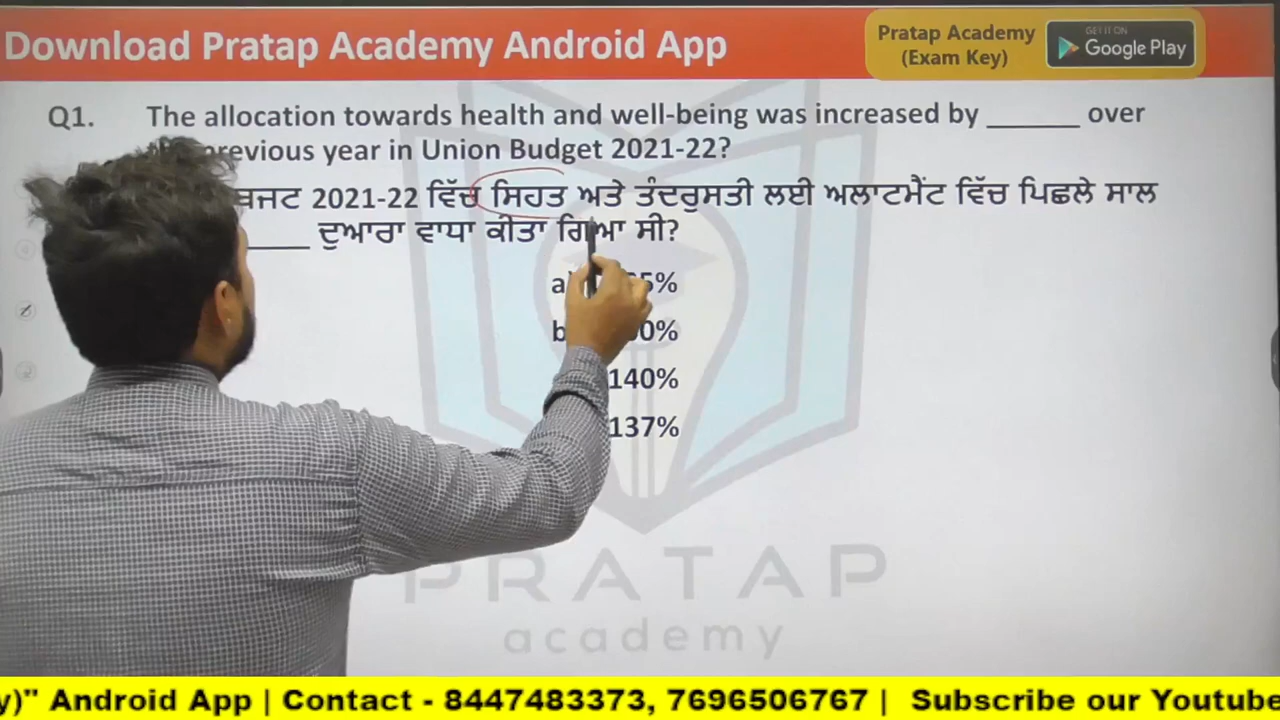 Download Pratap Academy Android App
Pratap Academy
(Exam Key)
GET IT ON
Google Play
Q1. The allocation towards health and well-being was increased by ______ over
previous year in Union Budget 2021-22?
ਬਜਟ 2021-22 ਵਿੱਚ ਸਿਹਤ ਅਤੇ ਤੰਦਰੁਸਤੀ ਲਈ ਅਲਾਟਮੈਂਟ ਵਿੱਚ ਪਿਛਲੇ ਸਾਲ
______ ਦੁਆਰਾ ਵਾਧਾ ਕੀਤਾ ਗਿਆ ਸੀ?
140%
137%
PRATAP
academy
y)" Android App | Contact - 8447483373, 7696506767 | Subscribe our Youtube